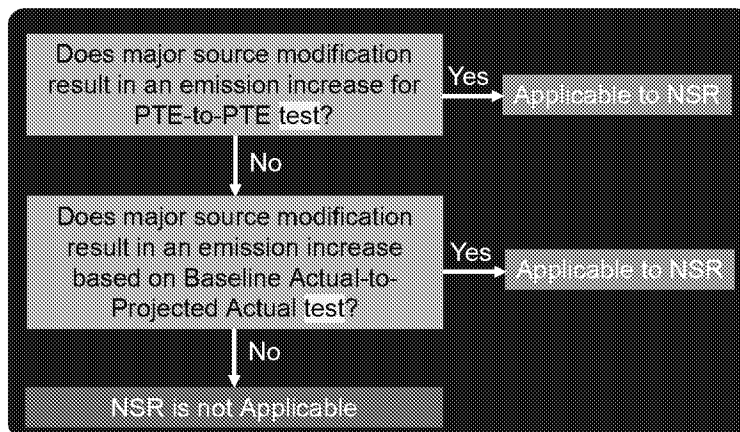 Does major source modification
result in an emission increase for
PTE-to-PTE test?
Yes
Applicable to NSR
No
Does major source modification
result in an emission increase
based on Baseline Actual-to-
Projected Actual test?
Yes
Applicable to NSR
No
NSR is not Applicable